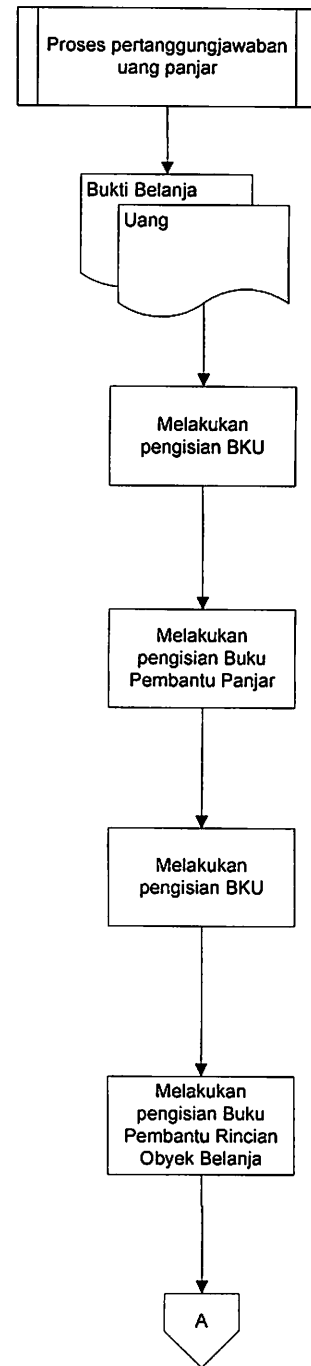 Proses pertanggungjawaban
uang panjar
Bukti Belanja
Uang
Melakukan
pengisian BKU
Melakukan
pengisian Buku
Pembantu Panjar
Melakukan
pengisian BKU
Melakukan
pengisian Buku
Pembantu Rincian
Obyek Belanja
A